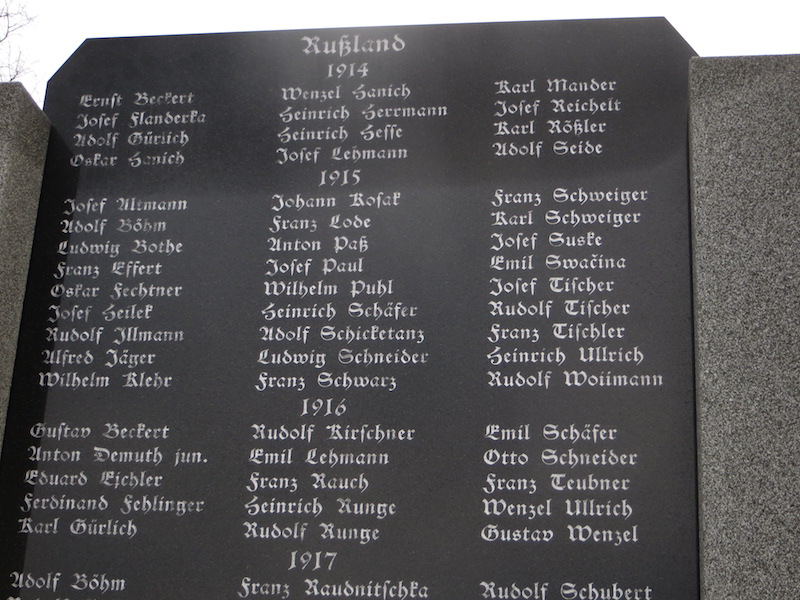 Rußland
1914
Ernst Beckert Wenzel Hanich Karl Mander
Josef Flanderka Heinrich Herrmann Josef Reichelt
Adolf Gürlich Heinrich Hesse Karl Rößler
Oskar Hanich Josef Lehmann Adolf Seide
1915
Josef Altmann Johann Kosak Franz Schweiger
Adolf Böhm Franz Lode Karl Schweiger
Ludwig Bothe Anton Paß Josef Suske
Franz Effert Josef Paul Emil Swačina
Oskar Fechtner Wilhelm Puhl Josef Tischer
Josef Heilek Heinrich Schäfer Rudolf Tischer
Rudolf Illmann Adolf Schicketanz Franz Tischler
Alfred Jäger Ludwig Schneider Heinrich Ullrich
Wilhelm Klehr Franz Schwarz Rudolf Woitmann
1916
Gustav Beckert Rudolf Kirschner Emil Schäfer
Anton Demuth jun. Emil Lehmann Otto Schneider
Eduard Eichler Franz Rauch Franz Teubner
Ferdinand Fehlinger Heinrich Runge Wenzel Ullrich
Karl Gürlich Rudolf Runge Gustav Wenzel
1917
Adolf Böhm Franz Raudnitschka Rudolf Schubert